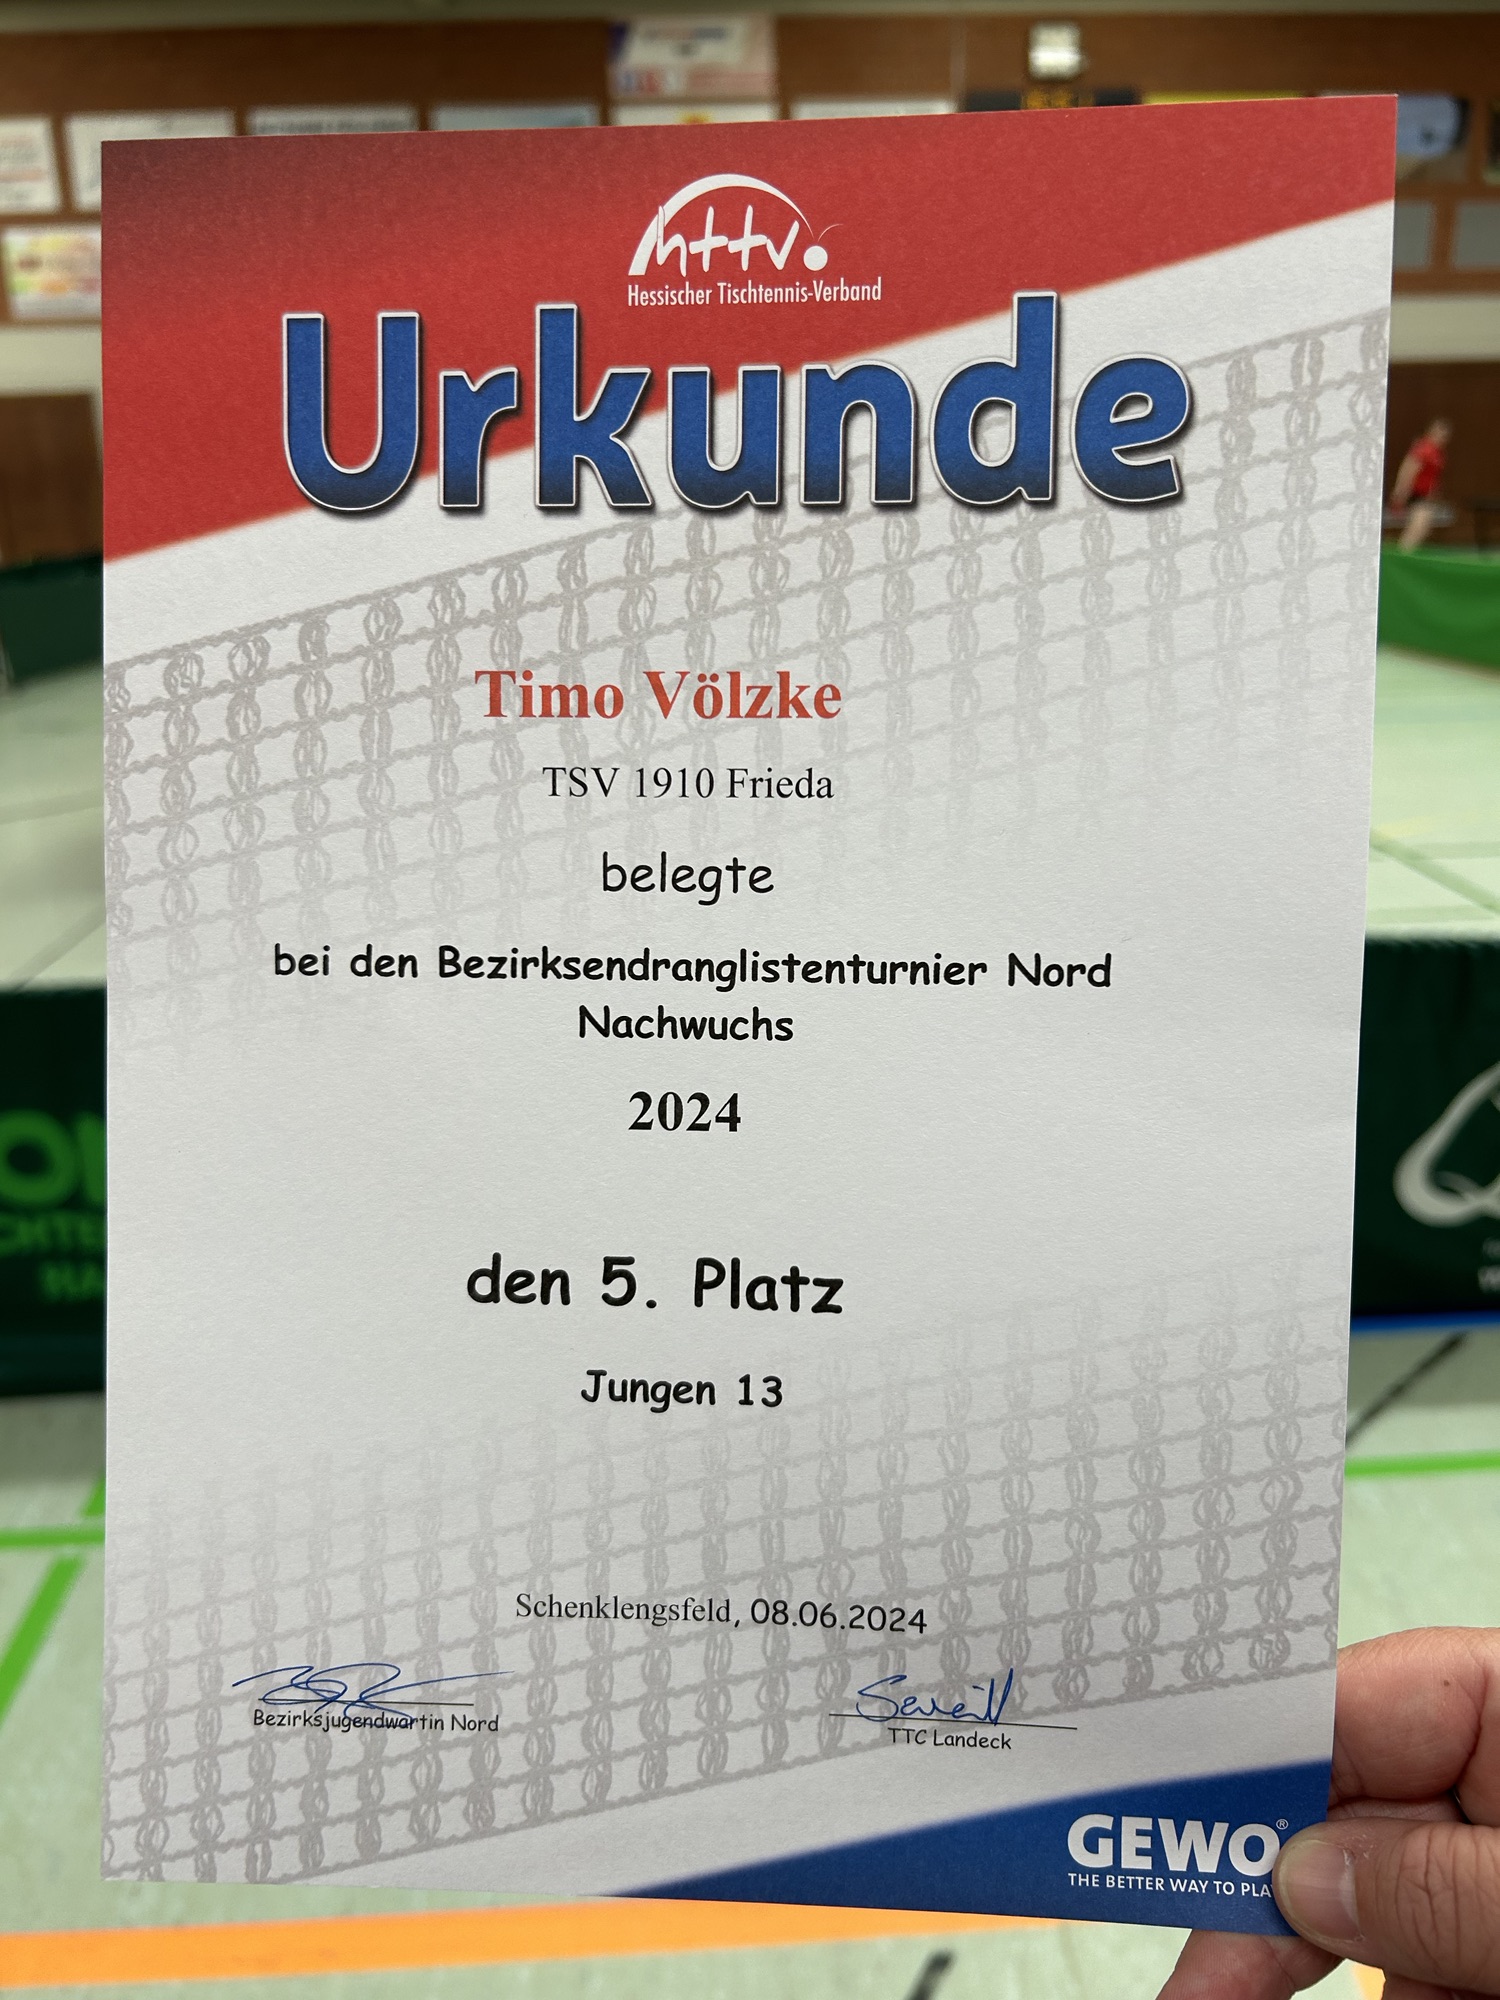 httv.
Hessischer Tischtennis-Verband
Urkunde
Timo Völzke
TSV 1910 Frieda
belegte
bei den Bezirksendranglistenturnier Nord
Nachwuchs
2024
den 5. Platz
Jungen 13
Schenklengsfeld, 08.06.2024
Bezirksjugendwartin Nord
TTC Landeck
GEWO®
THE BETTER WAY TO PLA